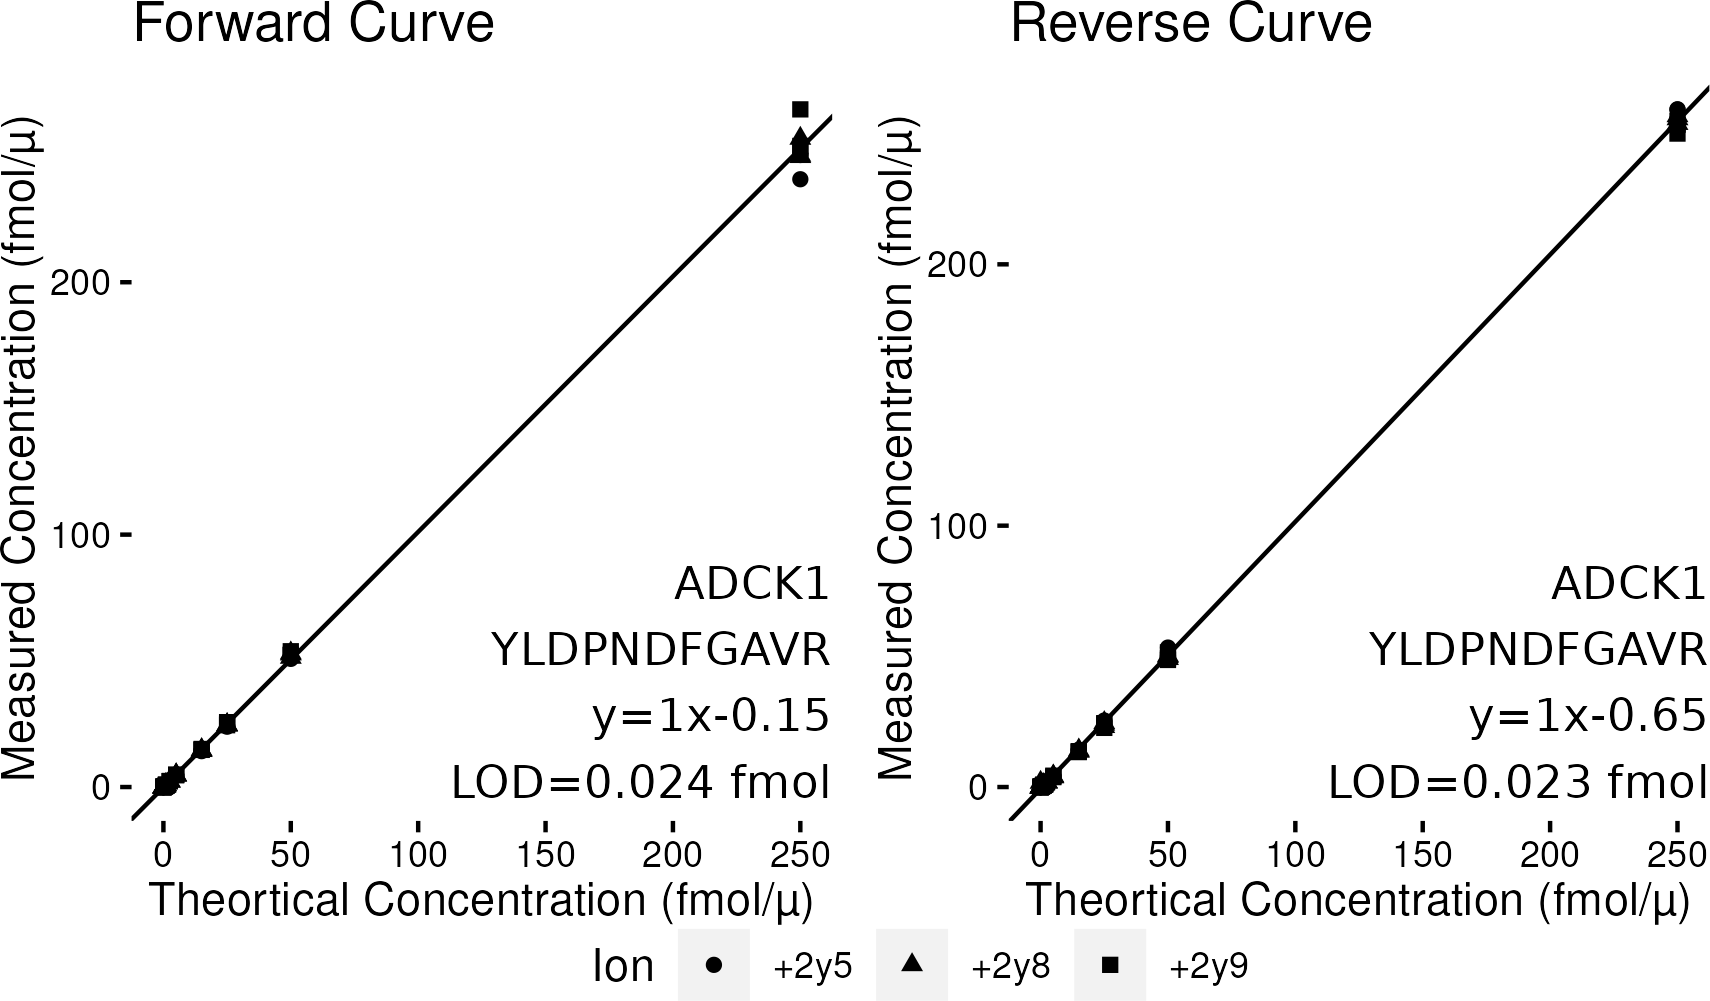 Forward Curve
Measured Concentration (fmol/µ)
200
100
0
ADCK1
YLDPNDFGAVR
y=1x-0.15
LOD=0.024 fmol
0 50 100 150 200 250
Theortical Concentration (fmol/µ)
Reverse Curve
Measured Concentration (fmol/µ)
200
100
0
ADCK1
YLDPNDFGAVR
y=1x-0.65
LOD=0.023 fmol
0 50 100 150 200 250
Theortical Concentration (fmol/µ)
Ion +2y5 +2y8 +2y9